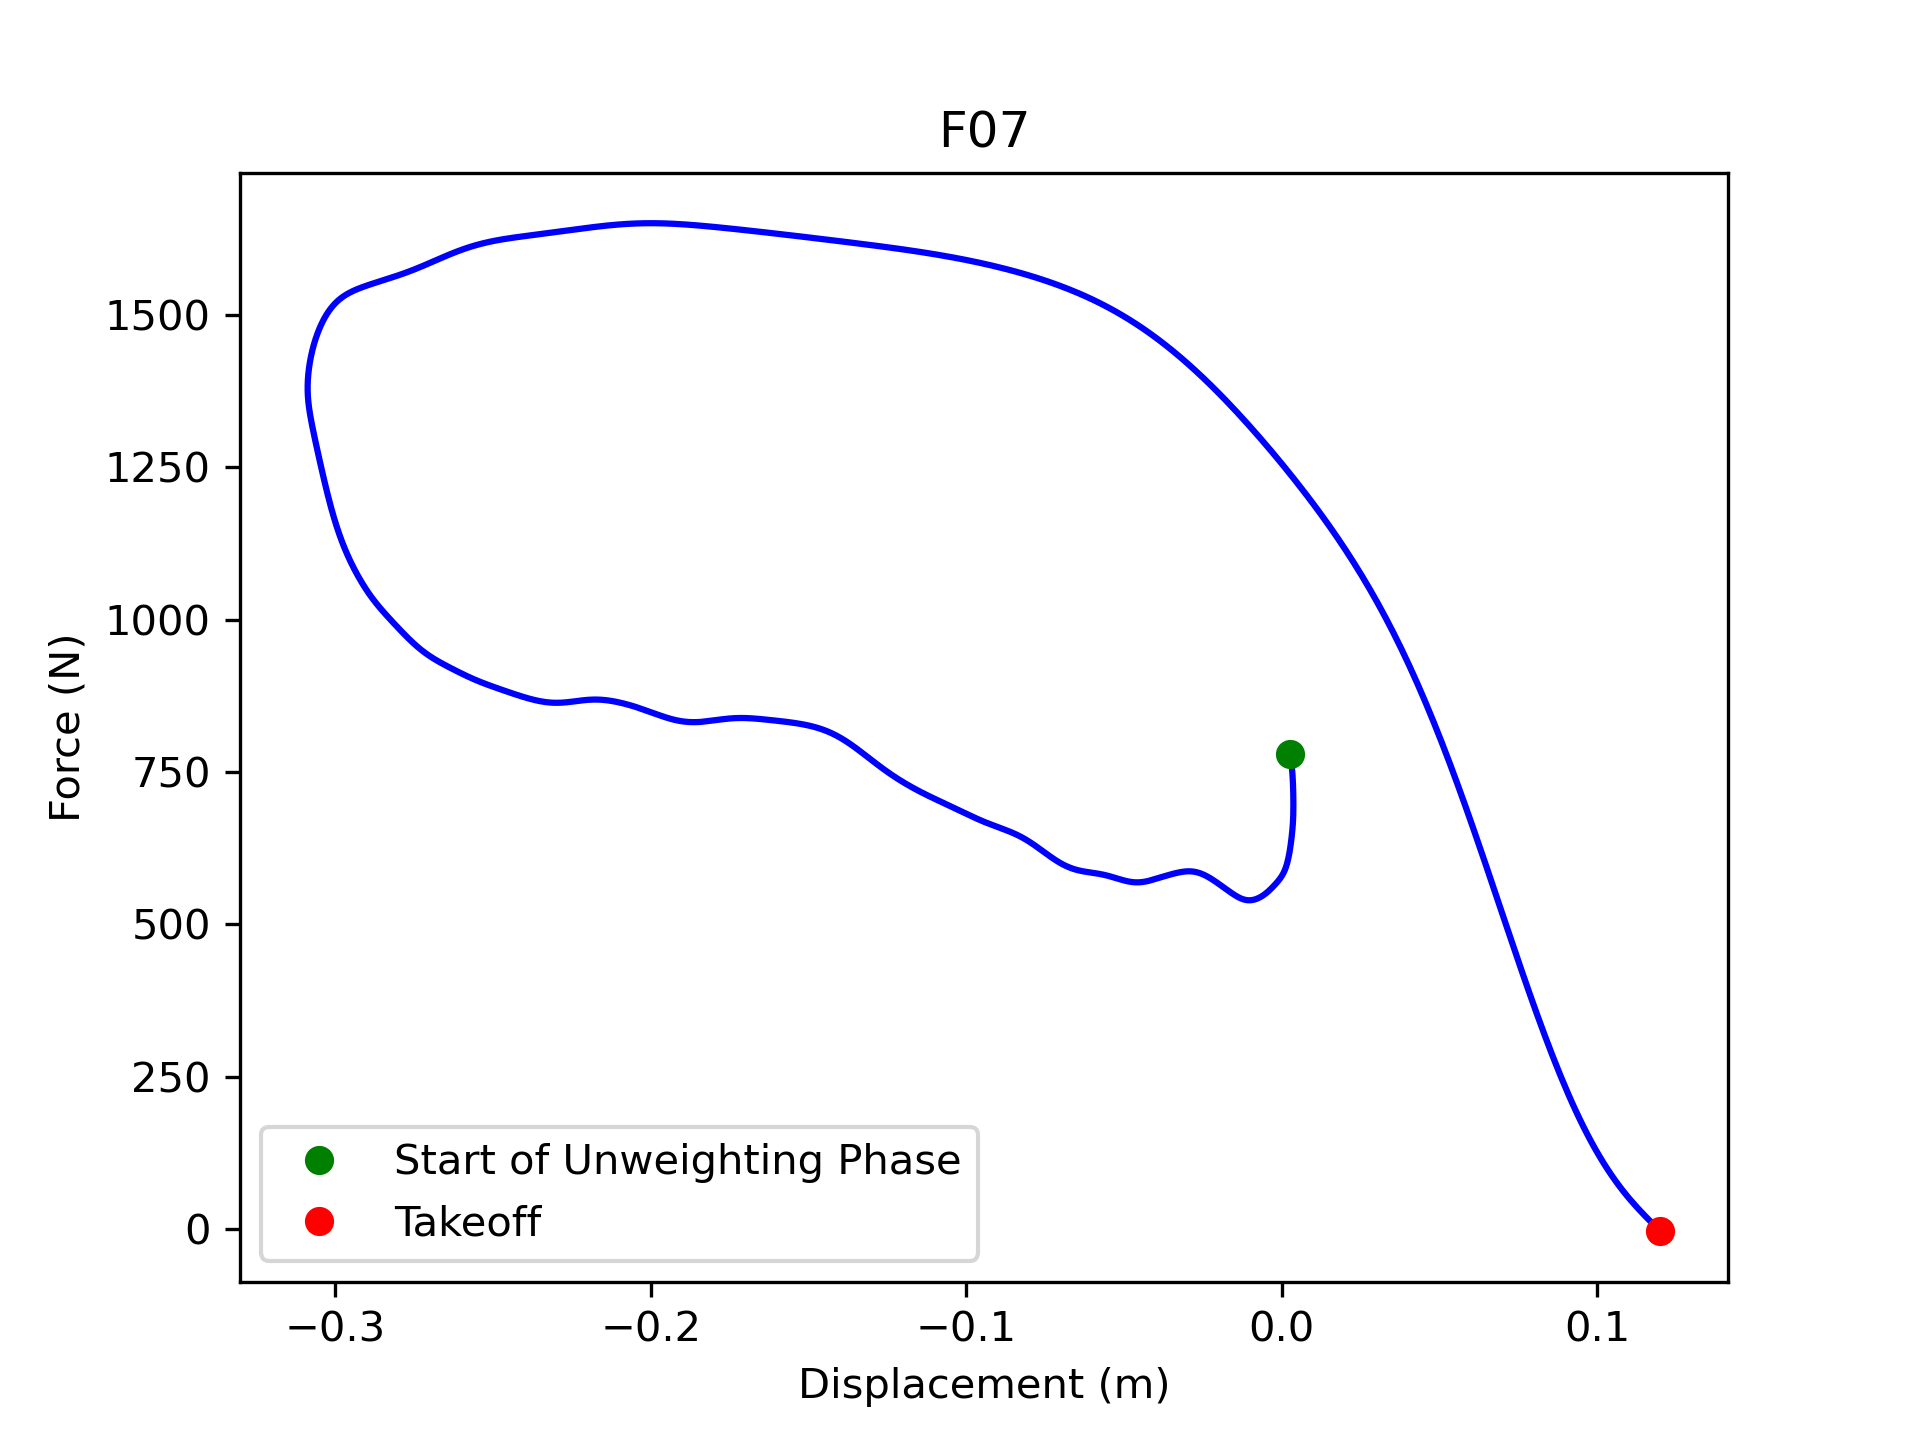 F07
1500
1250
1000
750
500
250
0
Force (N)
Start of Unweighting Phase
Takeoff
−0.3 −0.2 −0.1 0.0 0.1
Displacement (m)